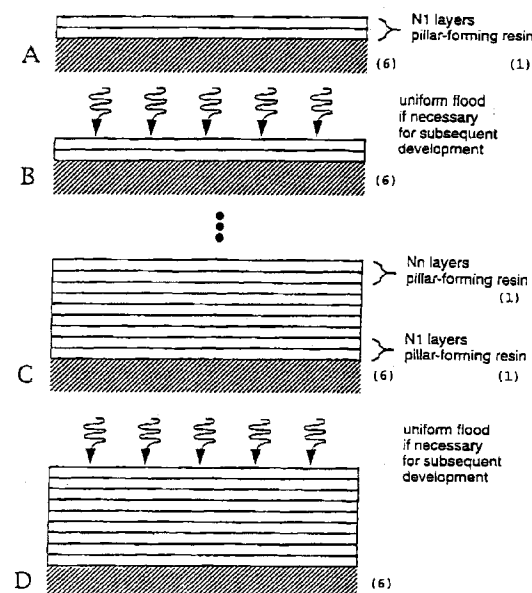 N1 layers
pillar-forming resin
A
(6)
(1)
uniform flood
if necessary
for subsequent
development
B
(6)
Nn layers
pillar-forming resin
(1)
N1 layers
pillar-forming resin
C
(6)
(1)
uniform flood
if necessary
for subsequent
development
D
(6)